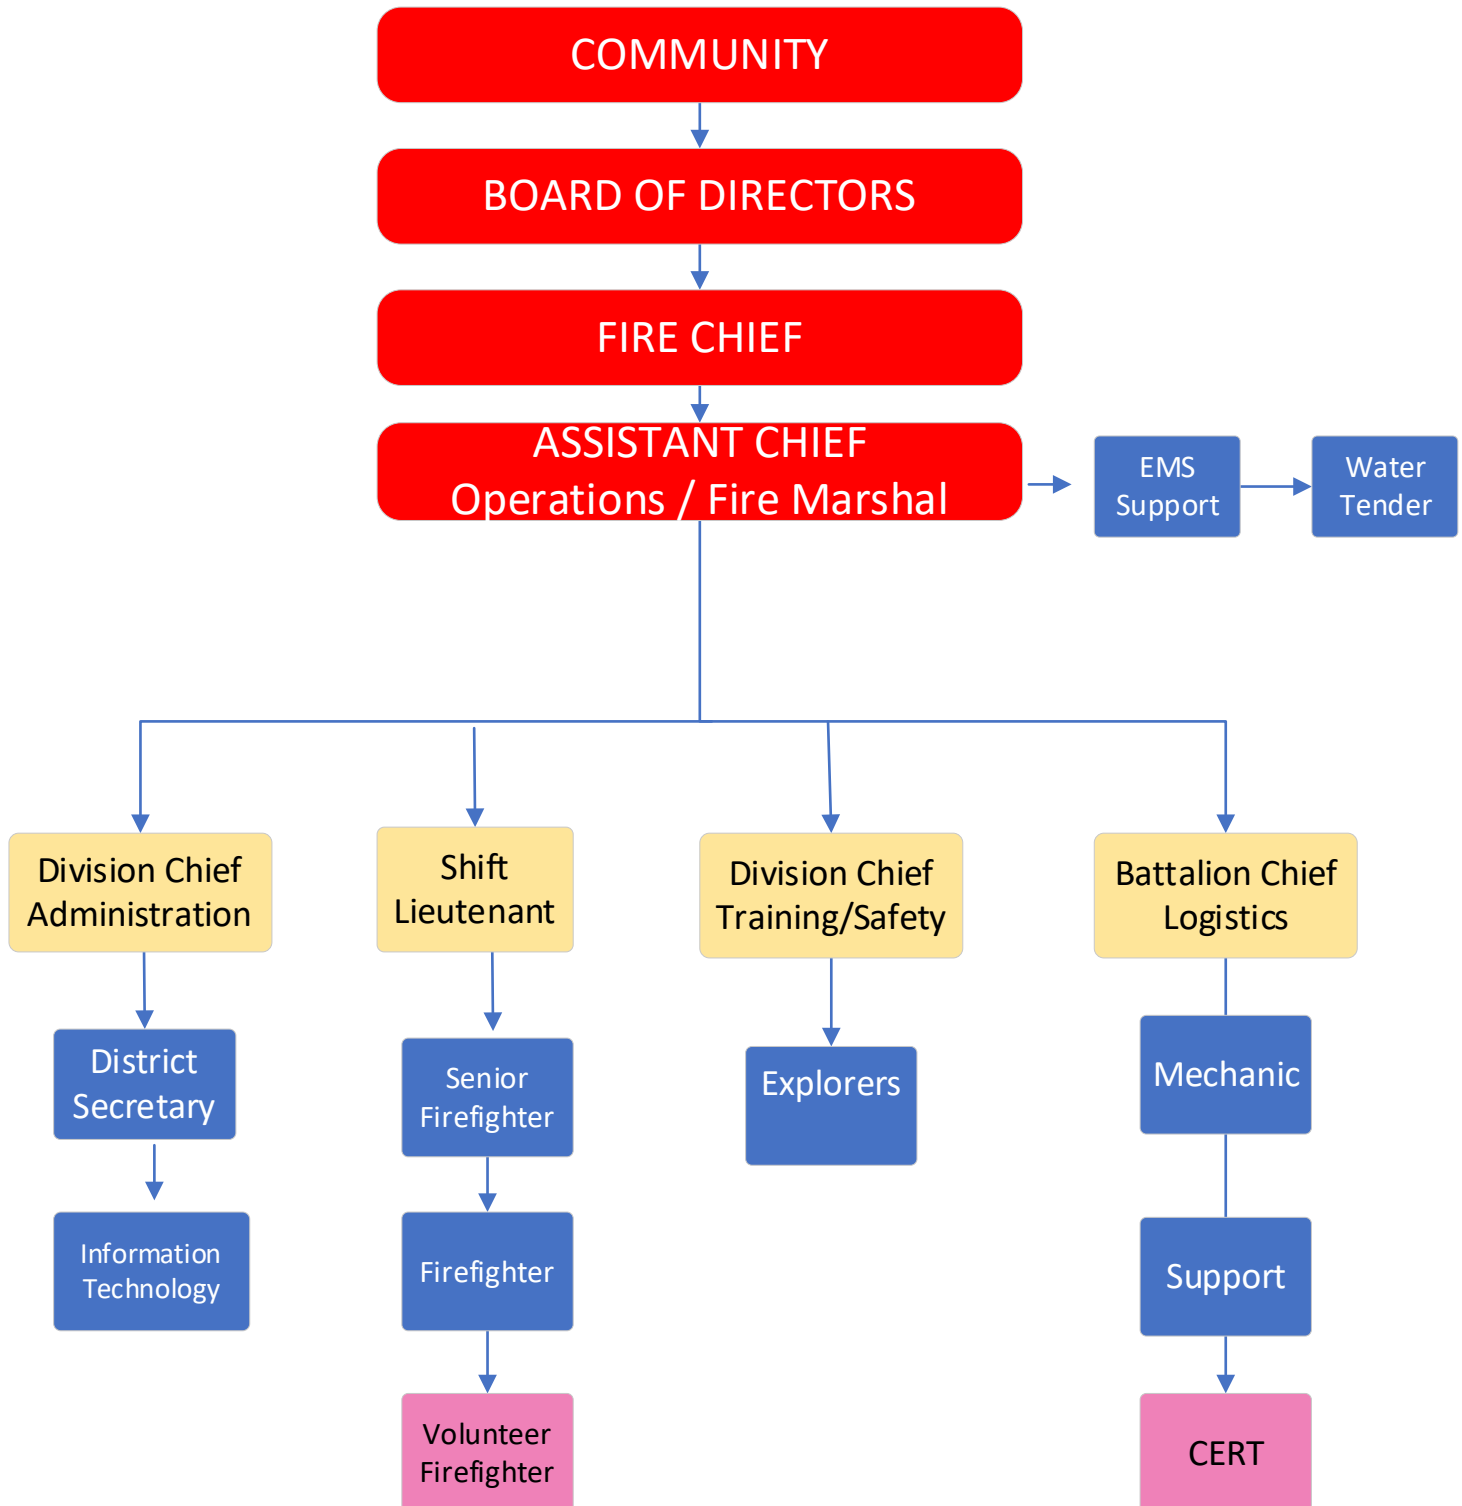 COMMUNITY
BOARD OF DIRECTORS
FIRE CHIEF
ASSISTANT CHIEF
Operations / Fire Marshal
EMS
Support
Water
Tender
Division Chief
Administration
Shift
Lieutenant
Division Chief
Training/Safety
Battalion Chief
Logistics
District
Secretary
Senior
Firefighter
Explorers
Mechanic
Information
Technology
Firefighter
Support
Volunteer
Firefighter
CERT